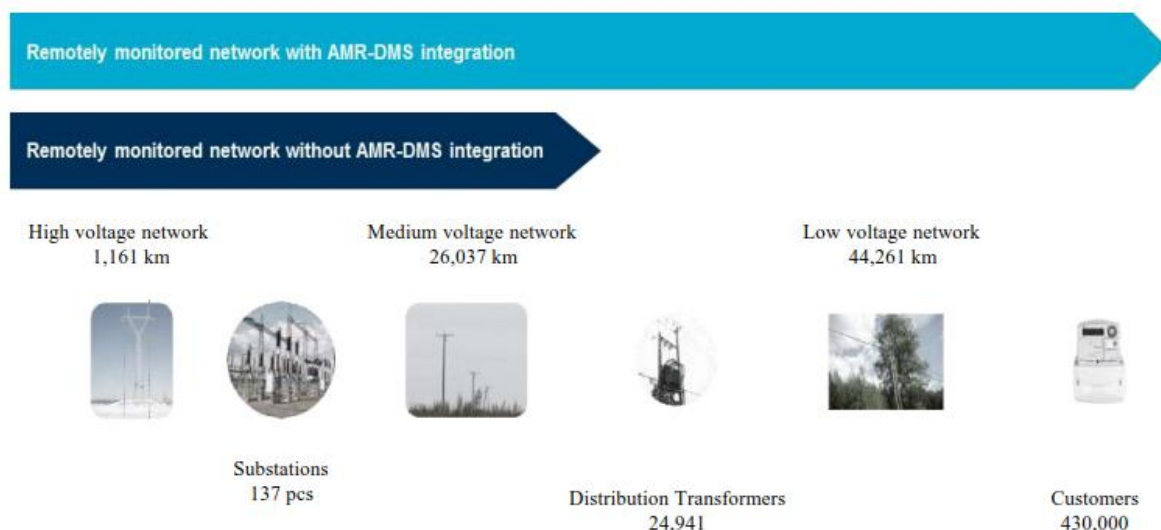 Remotely monitored network with AMR-DMS integration
Remotely monitored network without AMR-DMS integration
High voltage network
1,161 km
Medium voltage network
26,037 km
Low voltage network
44,261 km
Substations
137 pcs
Distribution Transformers
24,941
Customers
430,000